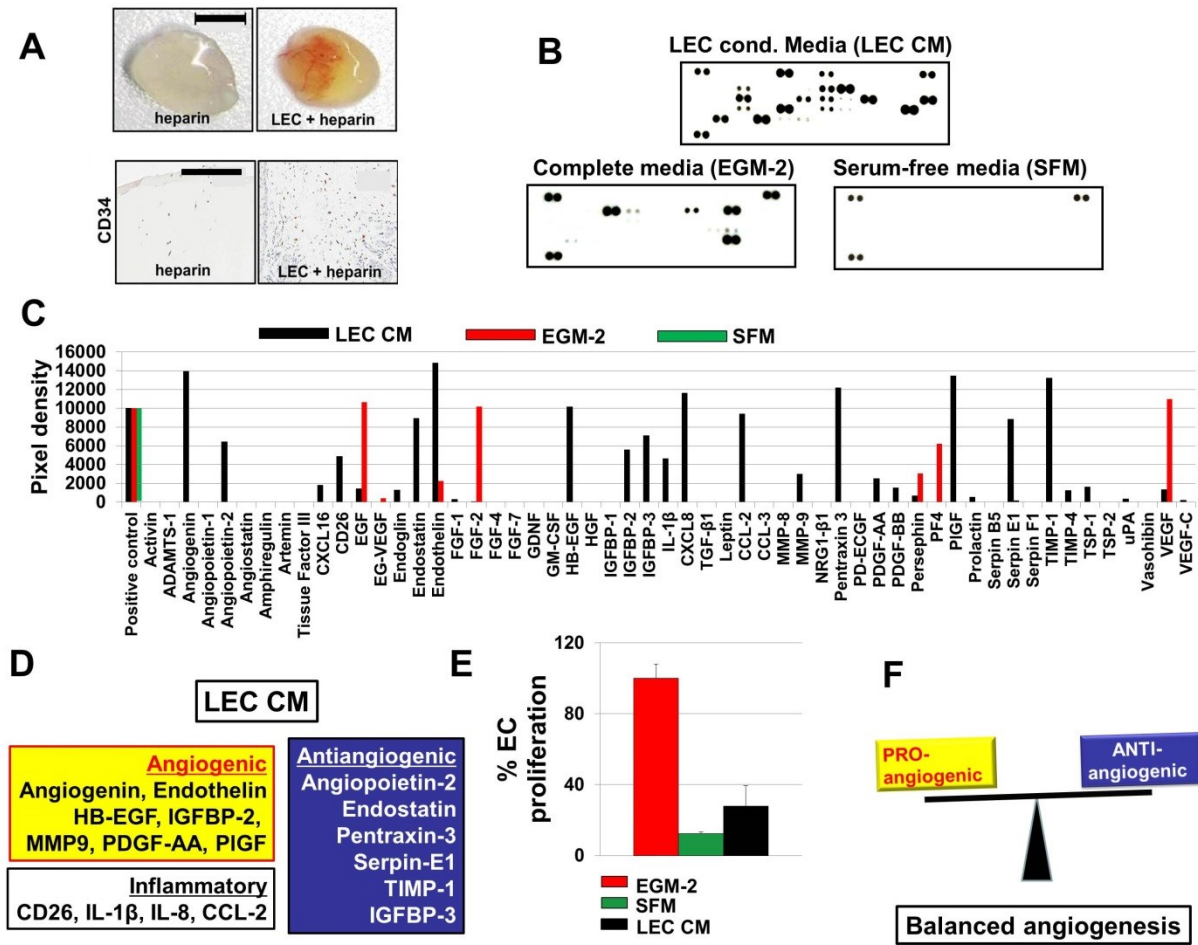 A
heparin
LEC + heparin
CD34
heparin
LEC + heparin
B
LEC cond. Media (LEC CM)
Complete media (EGM-2)
Serum-free media (SFM)
C
LEC CM
EGM-2
SFM
Pixel density
16000
14000
12000
10000
8000
6000
4000
2000
0
Positive control
Activin
ADAMTS-1
Angiogenin
Angiopoietin-1
Angiopoietin-2
Angiostatin
Amphiregulin
Artemin
Tissue Factor III
CXCL16
CD26
EGF
EG-VEGF
Endoglin
Endostatin
Endothelin
FGF-1
FGF-2
FGF-4
FGF-7
GDNF
GM-CSF
HB-EGF
HGF
IGFBP-1
IGFBP-2
IGFBP-3
IL-1β
CXCL8
TGF-β1
Leptin
CCL-2
CCL-3
MMP-8
MMP-9
NRG1-β1
Pentraxin 3
PD-ECGF
PDGF-AA
PDGF-BB
Persephin
PF4
PIGF
Prolactin
Serpin B5
Serpin E1
Serpin F1
TIMP-1
TIMP-4
TSP-1
TSP-2
uPA
Vasohibin
VEGF
VEGF-C
D
LEC CM
Angiogenic
Angiogenin, Endothelin
HB-EGF, IGFBP-2,
MMP9, PDGF-AA, PIGF
Inflammatory
CD26, IL-1β, IL-8, CCL-2
Antiangiogenic
Angiopoietin-2
Endostatin
Pentraxin-3
Serpin-E1
TIMP-1
IGFBP-3
E
% EC
proliferation
120
80
40
0
EGM-2
SFM
LEC CM
F
PRO-
angiogenic
ANTI-
angiogenic
Balanced angiogenesis